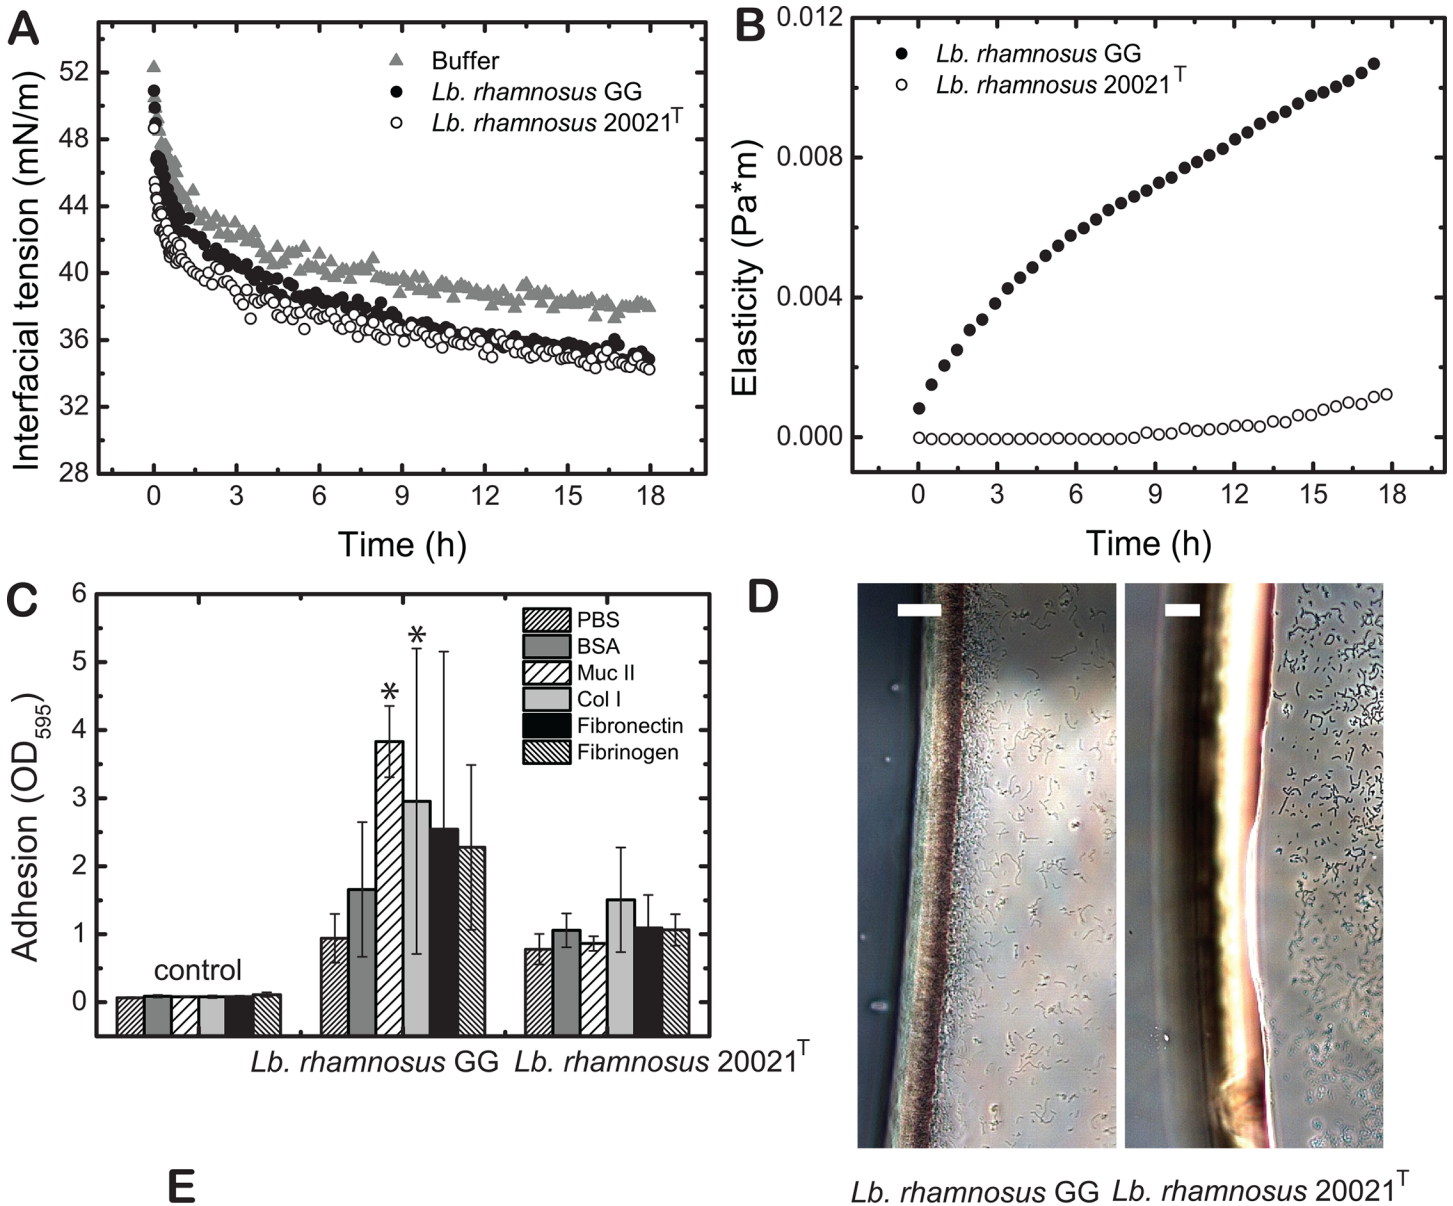 A
Interfacial tension (mN/m)
52
48
44
40
36
32
28
Buffer
Lb. rhamnosus GG
Lb. rhamnosus 20021T
0 3 6 9 12 15 18
Time (h)
B
Elasticity (Pa*m)
0.012
0.008
0.004
0.000
Lb. rhamnosus GG
Lb. rhamnosus 20021T
0 3 6 9 12 15 18
Time (h)
C
Adhesion (OD595)
6
5
4
3
2
1
0
PBS
BSA
Muc II
Col I
Fibronectin
Fibrinogen
*
*
control
Lb. rhamnosus GG Lb. rhamnosus 20021T
D
Lb. rhamnosus GG Lb. rhamnosus 20021T
E